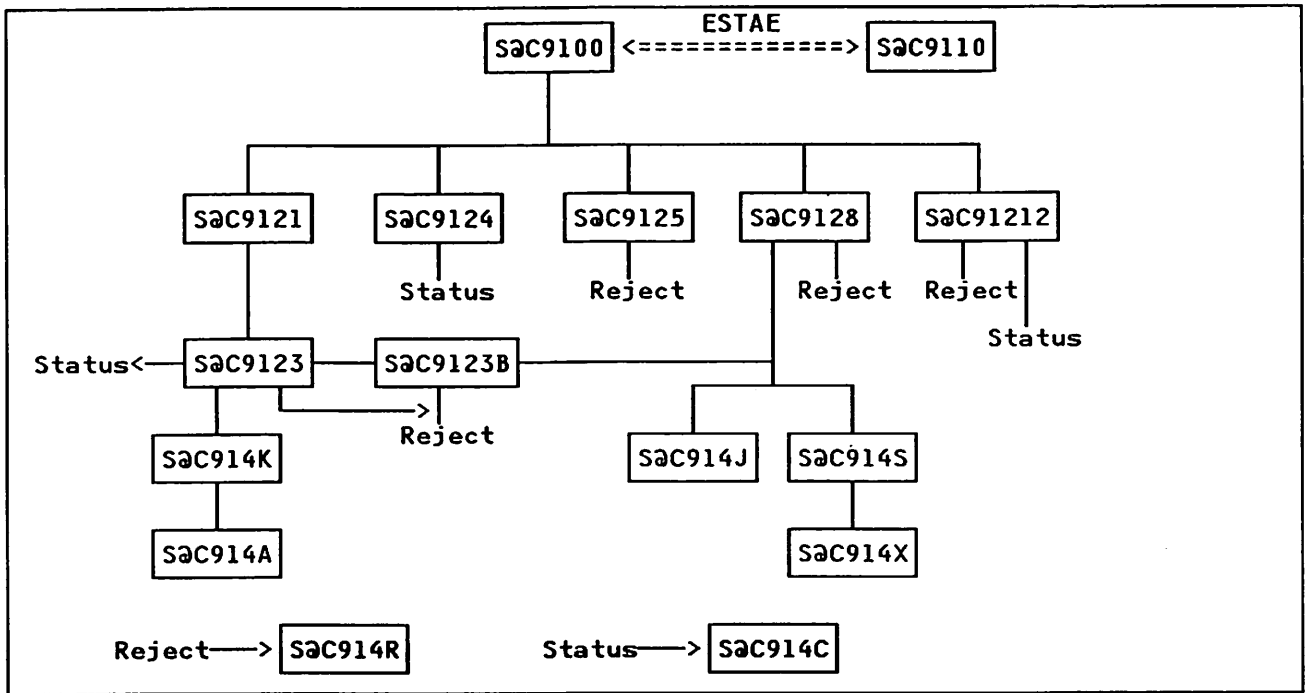 ESTAE
S@C9100 <=============> S@C9110
S@C9121 S@C9124 S@C9125 S@C9128 S@C91212
Status Reject Reject Reject
Status
Status< S@C9123 S@C9123B
>
Reject
S@C914K S@C914J S@C914S
S@C914A S@C914X
Reject > S@C914R Status > S@C914C